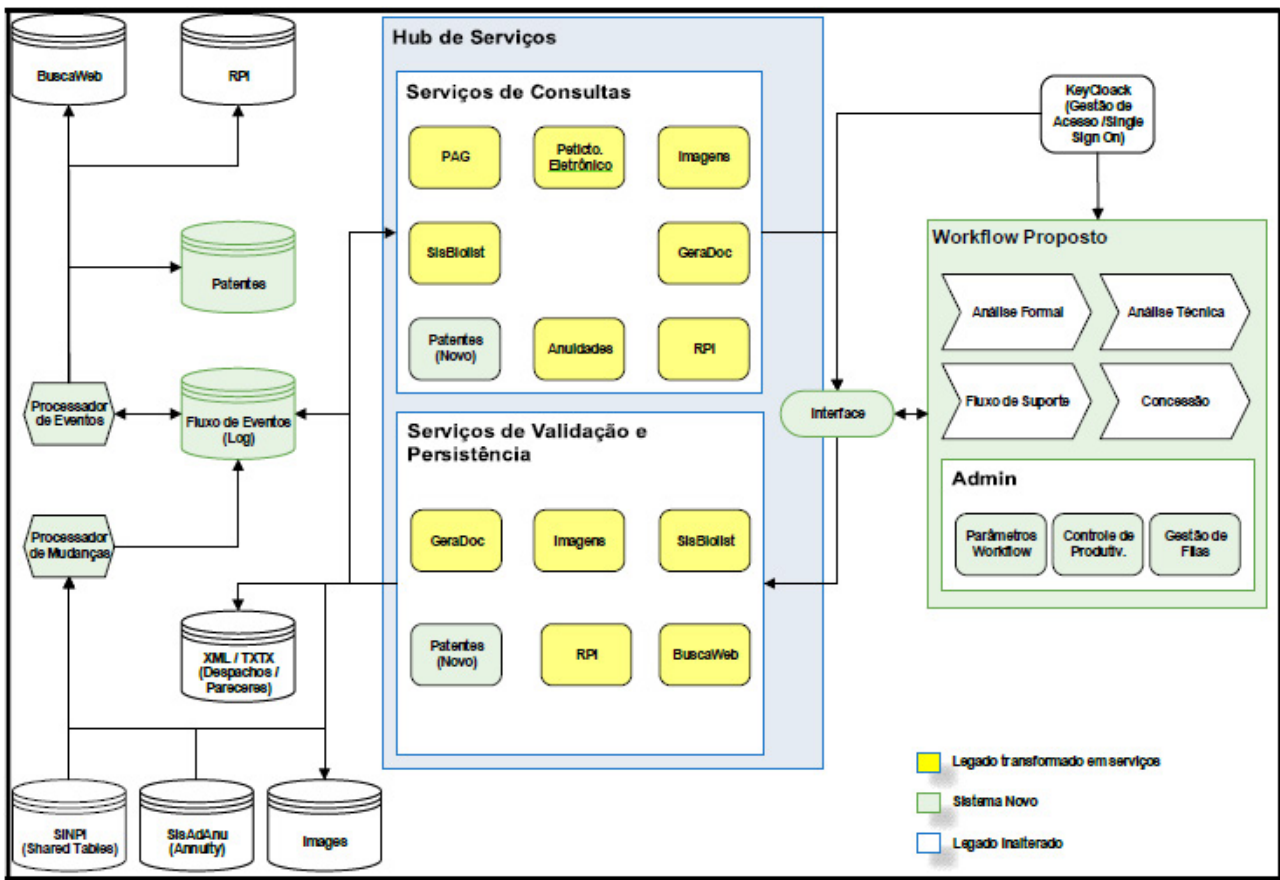 BuscaWeb
RPI
Patentes
Processador
de Eventos
Fluxo de Eventos
(Log)
Processador
de Mudanças
XML / TXTX
(Despachos /
Pareceres)
SINPI
(Shared Tables)
SisAdAnu
(Annuity)
Images
Hub de Serviços
Serviços de Consultas
PAG
Peticto.
Eletrônico
Imagens
SisBiolist
GeraDoc
Patentes
(Novo)
Anuidades
RPI
Serviços de Validação e
Persistência
GeraDoc
Imagens
SisBiolist
Patentes
(Novo)
RPI
BuscaWeb
Interface
KeyCloack
(Gestão de
Acesso /Single
Sign On)
Workflow Proposto
Análise Formal
Análise Técnica
Fluxo de Suporte
Concessão
Admin
Parâmetros
Workflow
Controle de
Produtiv.
Gestão de
Filas
Legado transformado em serviços
Sistema Novo
Legado Inalterado